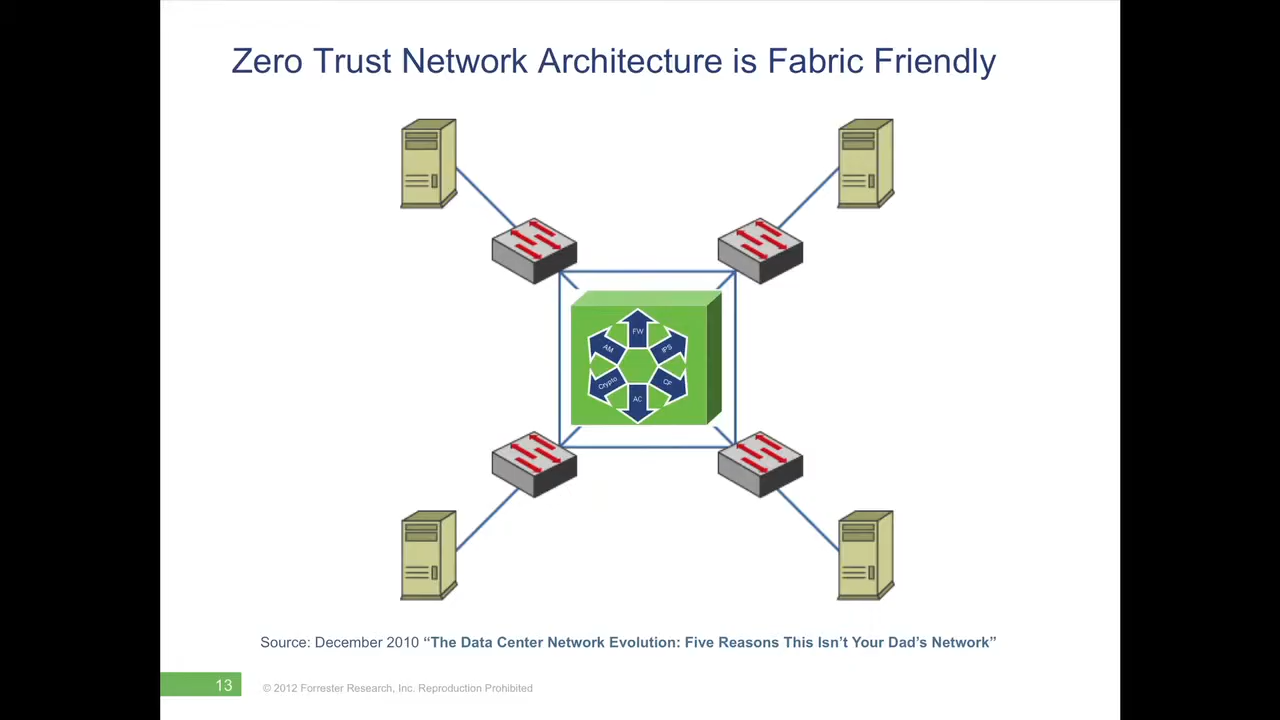 Zero Trust Network Architecture is Fabric Friendly
FW
AM
IPS
Crypto
CF
AC
Source: December 2010 “The Data Center Network Evolution: Five Reasons This Isn’t Your Dad’s Network”
13
© 2012 Forrester Research, Inc. Reproduction Prohibited